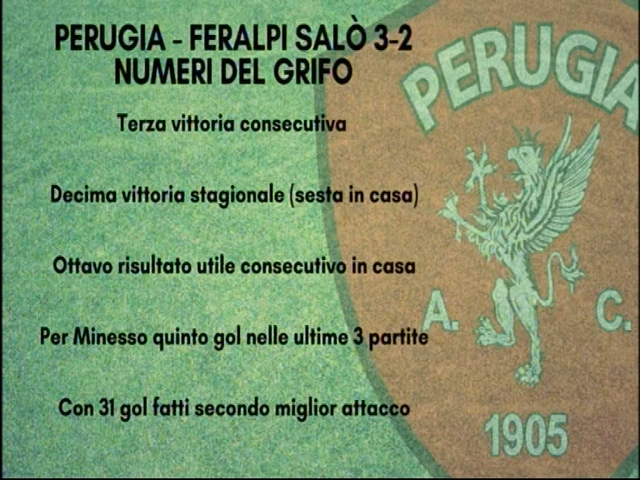 PERUGIA - FERALPI SALÒ 3-2
NUMERI DEL GRIFO
Terza vittoria consecutiva
Decima vittoria stagionale (sesta in casa)
Ottavo risultato utile consecutivo in casa
Per Minesso quinto gol nelle ultime 3 partite
Con 31 gol fatti secondo miglior attacco
PERUGIA
A. C.
1905